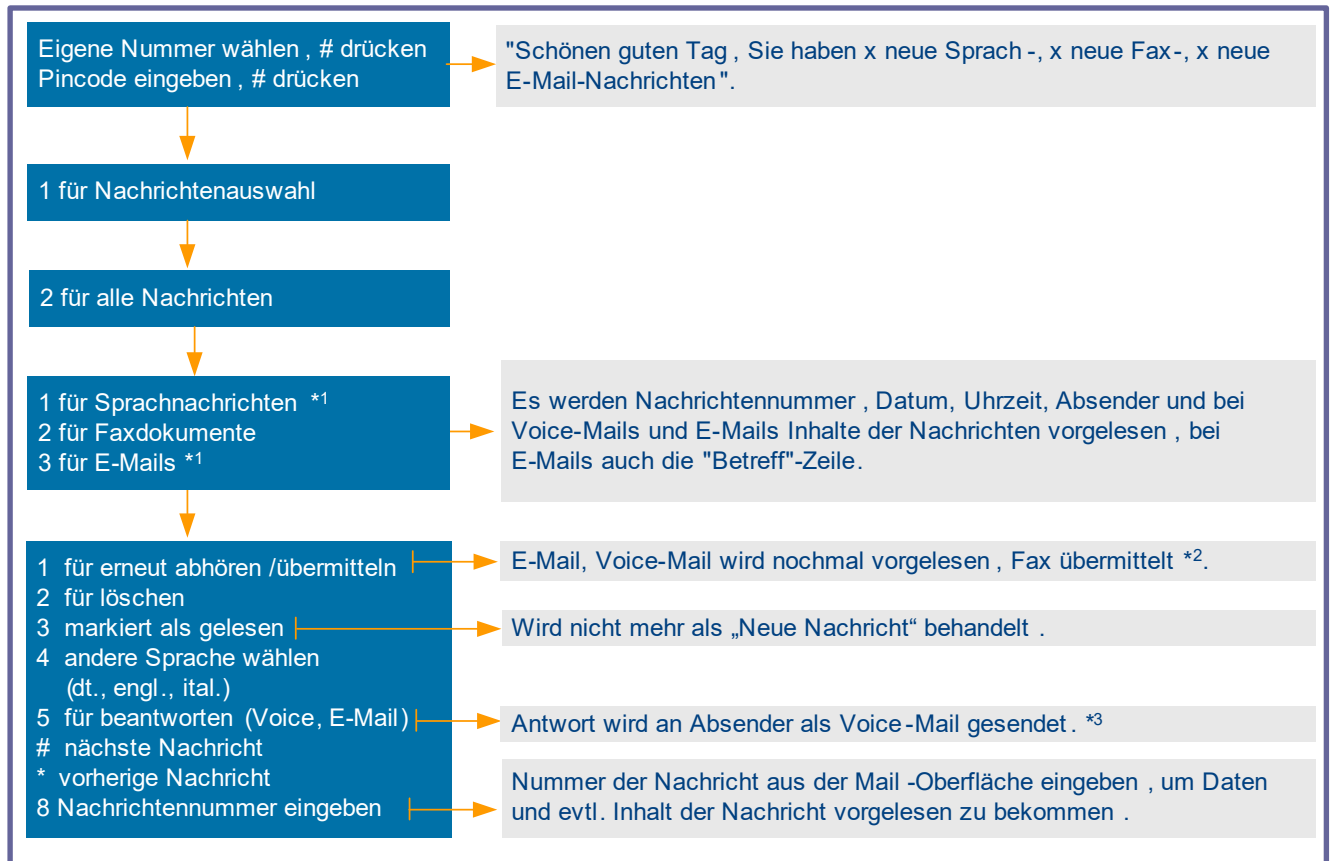 Eigene Nummer wählen , # drücken
Pincode eingeben , # drücken
"Schönen guten Tag , Sie haben x neue Sprach -, x neue Fax-, x neue
E-Mail-Nachrichten ".
1 für Nachrichtenauswahl
2 für alle Nachrichten
1 für Sprachnachrichten *1
2 für Faxdokumente
3 für E-Mails *1
Es werden Nachrichtennummer , Datum, Uhrzeit, Absender und bei
Voice-Mails und E-Mails Inhalte der Nachrichten vorgelesen , bei
E-Mails auch die "Betreff"-Zeile.
1 für erneut abhören /übermitteln
2 für löschen
3 markiert als gelesen
4 andere Sprache wählen
(dt., engl., ital.)
5 für beantworten (Voice, E-Mail)
# nächste Nachricht
* vorherige Nachricht
8 Nachrichtennummer eingeben
E-Mail, Voice-Mail wird nochmal vorgelesen , Fax übermittelt *2.
Wird nicht mehr als „Neue Nachricht“ behandelt .
Antwort wird an Absender als Voice-Mail gesendet . *3
Nummer der Nachricht aus der Mail -Oberfläche eingeben , um Daten
und evtl. Inhalt der Nachricht vorgelesen zu bekommen .